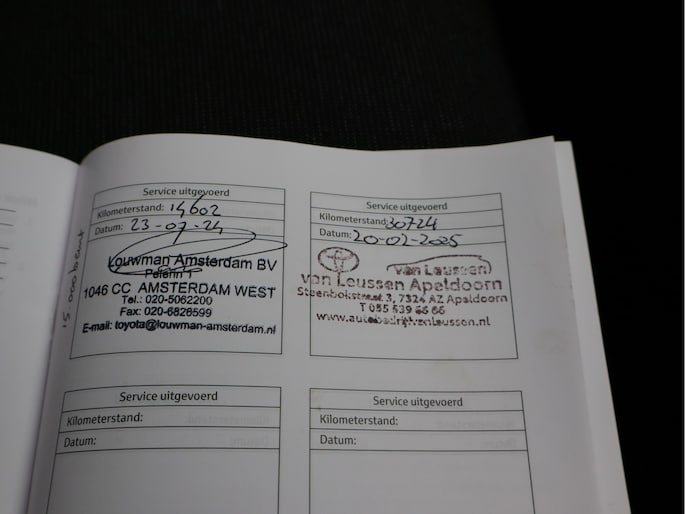 Service uitgevoerd
Kilometerstand: 14602
Datum: 23-07-24
Louwman Amsterdam BV
1046 CC AMSTERDAM WEST
Tel.: 020-5062200
Fax: 020-6826599
E-mail: toyota@louwman-amsterdam.nl
15.000
Service uitgevoerd
Kilometerstand: 30724
Datum: 20-02-2025
van Leussen
van Leussen Apeldoorn
Steenbokstraat 3, 7324 AZ Apeldoorn
T 055 539 66 66
www.autobedrijfvanleussen.nl
Service uitgevoerd
Kilometerstand:
Datum:
Service uitgevoerd
Kilometerstand:
Datum: